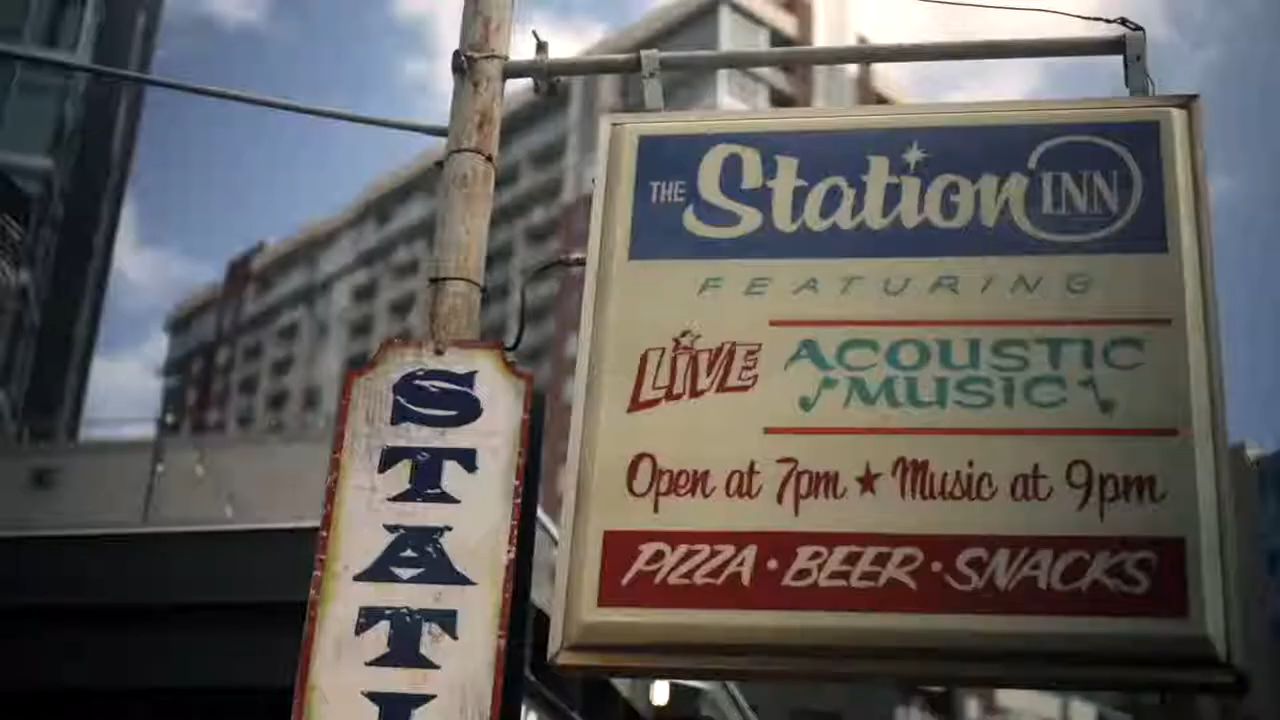 THE Station INN
FEATURING
LIVE ACOUSTIC
MUSIC
Open at 7pm ★ Music at 9pm
PIZZA · BEER · SNACKS
S
T
A
T
I